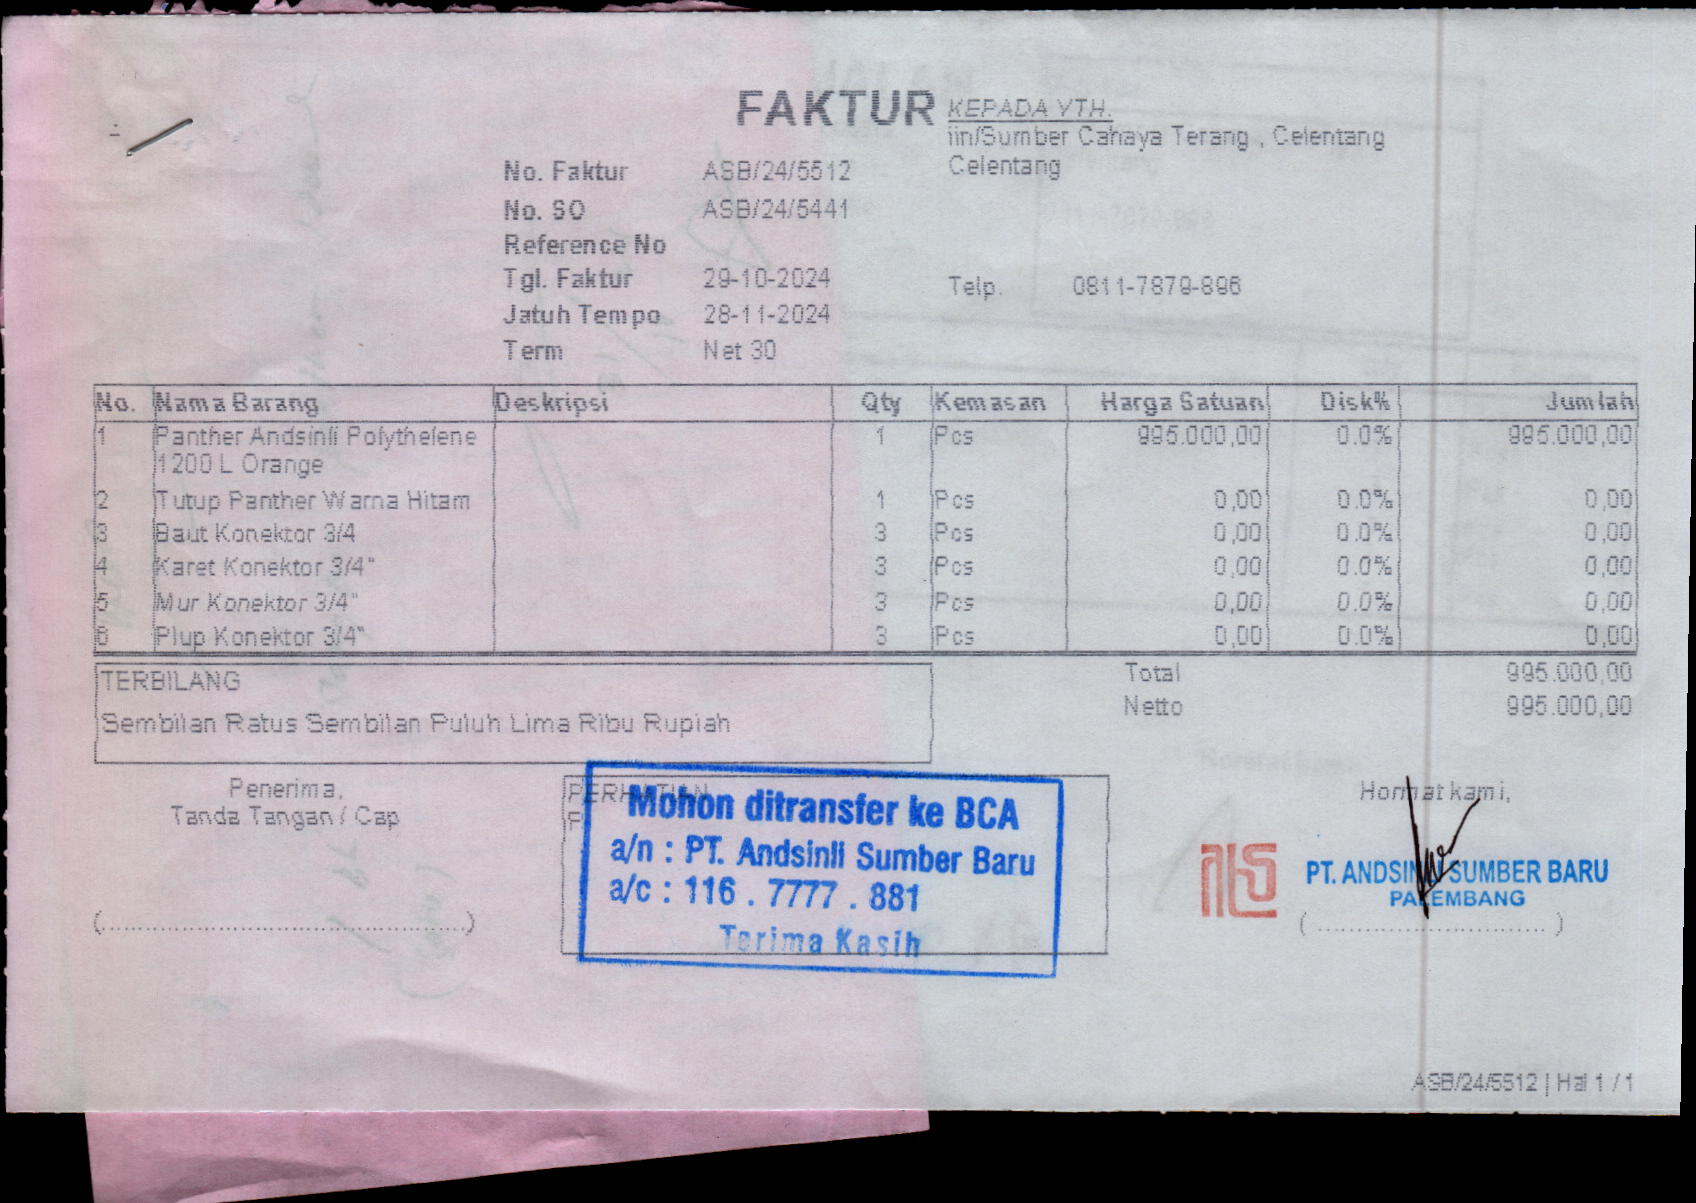 FAKTUR
KEPADA YTH.
iin/Sumber Cahaya Terang , Celentang
Celentang
No. Faktur ASB/24/5512
No. SO ASB/24/5441
Reference No
Tgl. Faktur 29-10-2024
Telp. 0811-7879-896
Jatuh Tempo 28-11-2024
Term Net 30
No. Nama Barang Deskripsi Qty Kemasan Harga Satuan Disk% Jumlah
1 Panther Andsinli Polythelene 1 Pcs 995.000,00 0.0% 995.000,00
1200 L Orange
2 Tutup Panther Warna Hitam 1 Pcs 0,00 0.0% 0,00
3 Baut Konektor 3/4 3 Pcs 0,00 0.0% 0,00
4 Karet Konektor 3/4" 3 Pcs 0,00 0.0% 0,00
5 Mur Konektor 3/4" 3 Pcs 0,00 0.0% 0,00
6 Plup Konektor 3/4" 3 Pcs 0,00 0.0% 0,00
Total 995.000,00
Netto 995.000,00
TERBILANG
Sembilan Ratus Sembilan Puluh Lima Ribu Rupiah
Penerima,
Tanda Tangan / Cap
(..............................................)
PERHATIAN
Mohon ditransfer ke BCA
a/n : PT. Andsinli Sumber Baru
a/c : 116 . 7777 . 881
Terima Kasih
Hormat kami,
PT. ANDSINLI SUMBER BARU
PALEMBANG
( ............................. )
ASB/24/5512 | Hal 1 / 1